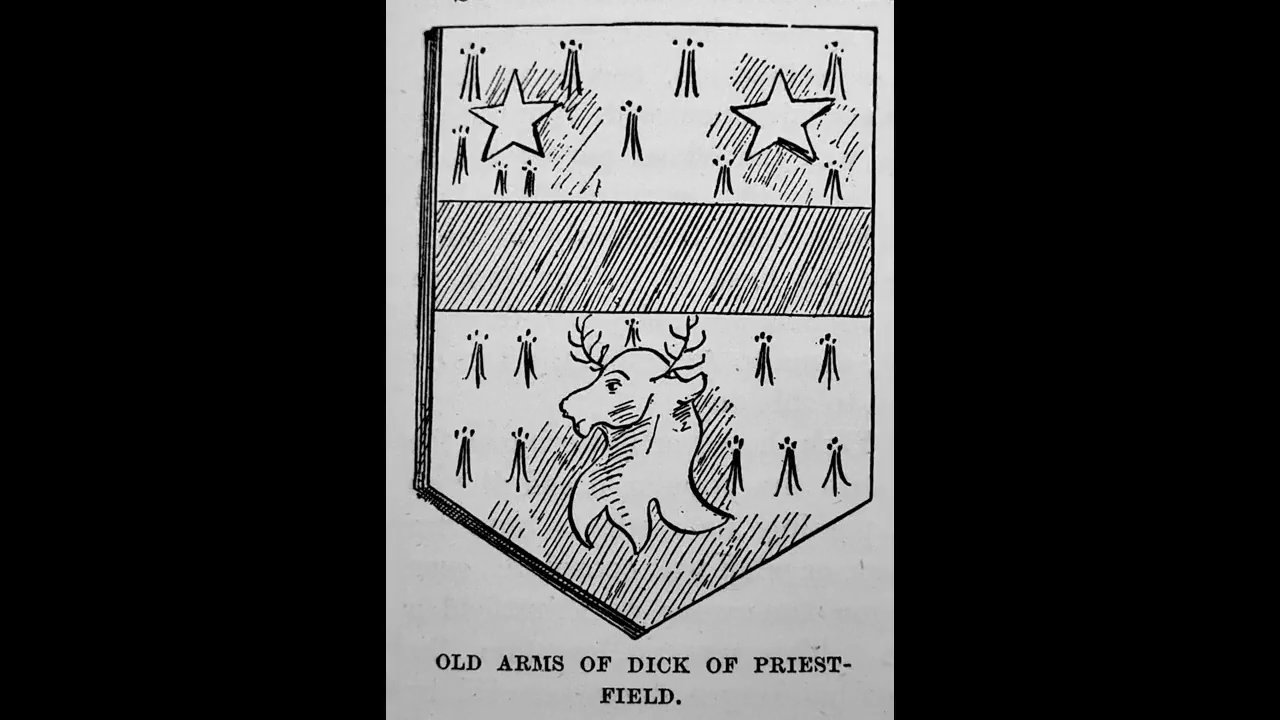 OLD ARMS OF DICK OF PRIEST-
FIELD.